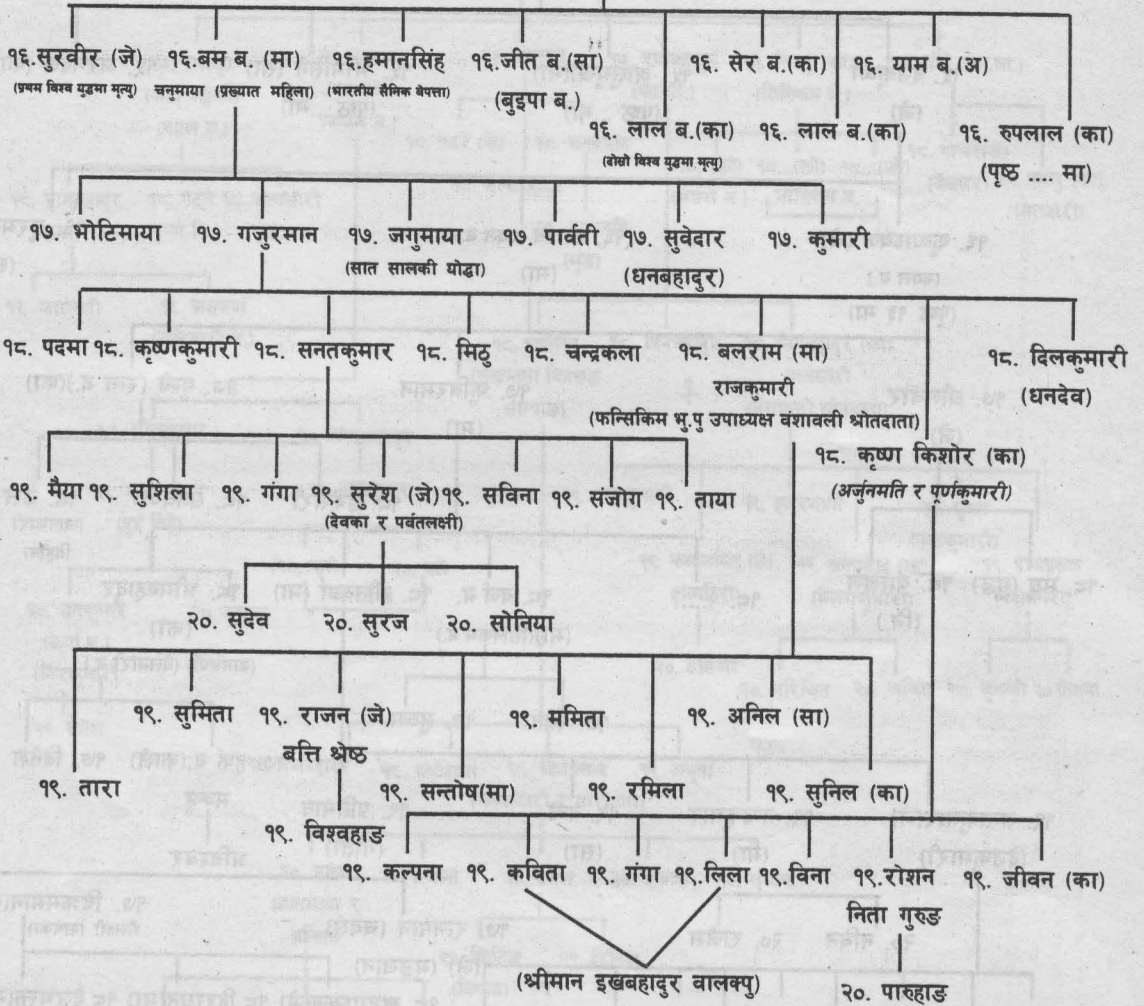 १६.सुरवीर (जे) १६.बम ब. (मा) १६.हमानसिंह १६.जीत ब.(सा) १६. सेर ब.(का) १६. याम ब.(अ)
(प्रथम विश्व युद्धमा मृत्यु) चनुमाया (प्रख्यात महिला) (भारतीय सैनिक बेपत्ता) (बुइपा ब.)
१६. लाल ब.(का) १६. लाल ब.(का) १६. रुपलाल (का)
(दोस्रो विश्व युद्धमा मृत्यु) (पृष्ठ .... मा)
१७. भोटिमाया १७. गजुरमान १७. जगुमाया १७. पार्वती १७. सुवेदार १७. कुमारी
(सात सालकी योद्धा) (धनबहादुर)
१८. पदमा १८. कृष्णकुमारी १८. सनतकुमार १८. मिठु १८. चन्द्रकला १८. बलराम (मा) १८. दिलकुमारी
राजकुमारी (धनदेव)
(फन्सिकिम भु.पु उपाध्यक्ष वंशावली श्रोतदाता)
१८. कृष्ण किशोर (का)
(अर्जुनमति र पूर्णकुमारी)
१९. मैया १९. सुशिला १९. गंगा १९. सुरेश (जे) १९. सविना १९. संजोग १९. ताया
(देवका र पर्वतलक्ष्मी)
२०. सुदेव २०. सुरज २०. सोनिया
१९. सुमिता १९. राजन (जे) १९. ममिता १९. अनिल (सा)
बत्ति श्रेष्ठ
१९. तारा १९. सन्तोष(मा) १९. रमिला १९. सुनिल (का)
१९. विश्वहाङ
१९. कल्पना १९. कविता १९. गंगा १९.लिला १९.विना १९.रोशन १९. जीवन (का)
निता गुरुङ
(श्रीमान इखबहादुर वालक्पु)
२०. पारुहाङ